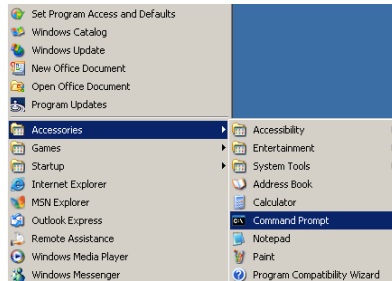 Set Program Access and Defaults
Windows Catalog
Windows Update
New Office Document
Open Office Document
Program Updates
Accessories
Games
Startup
Internet Explorer
MSN Explorer
Outlook Express
Remote Assistance
Windows Media Player
Windows Messenger
Accessibility
Entertainment
System Tools
Address Book
Calculator
Command Prompt
Notepad
Paint
Program Compatibility Wizard